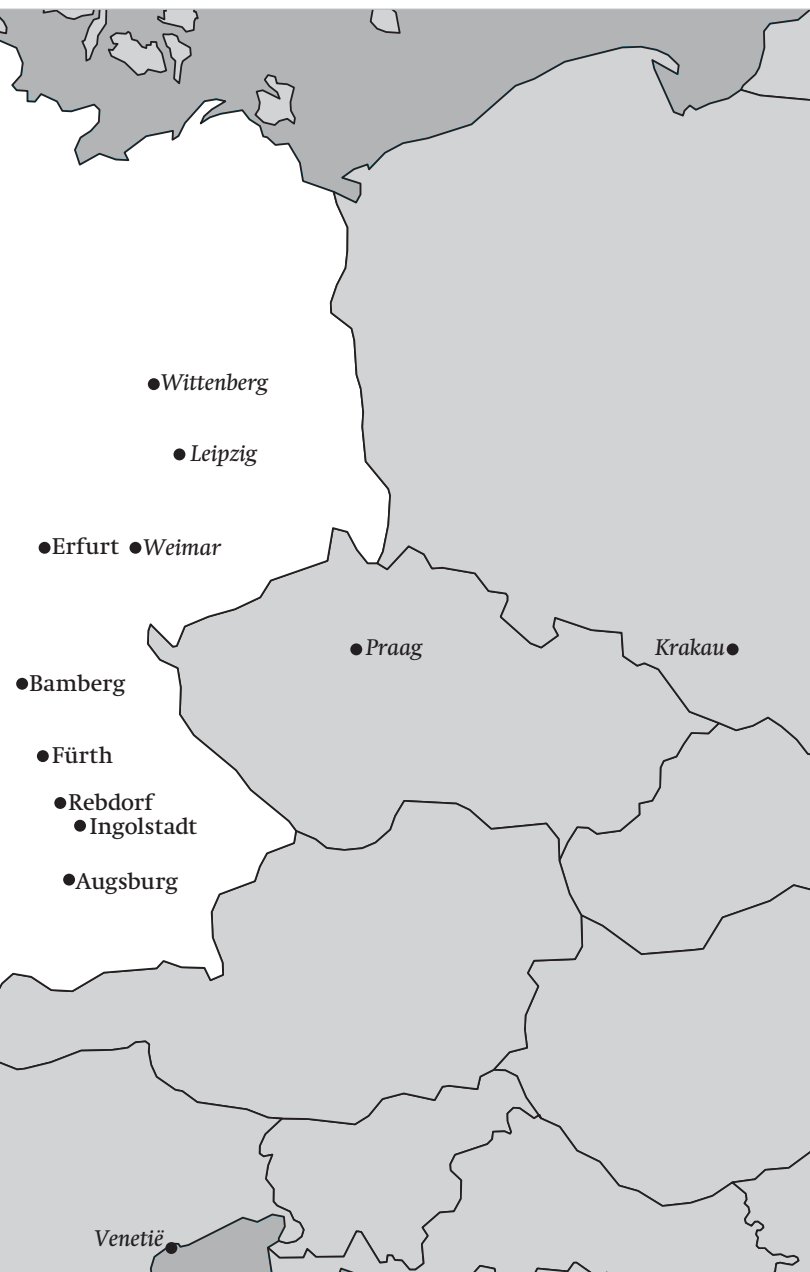 Wittenberg
Leipzig
Erfurt
Weimar
Praag
Krakau
Bamberg
Fürth
Rebdorf
Ingolstadt
Augsburg
Venetië